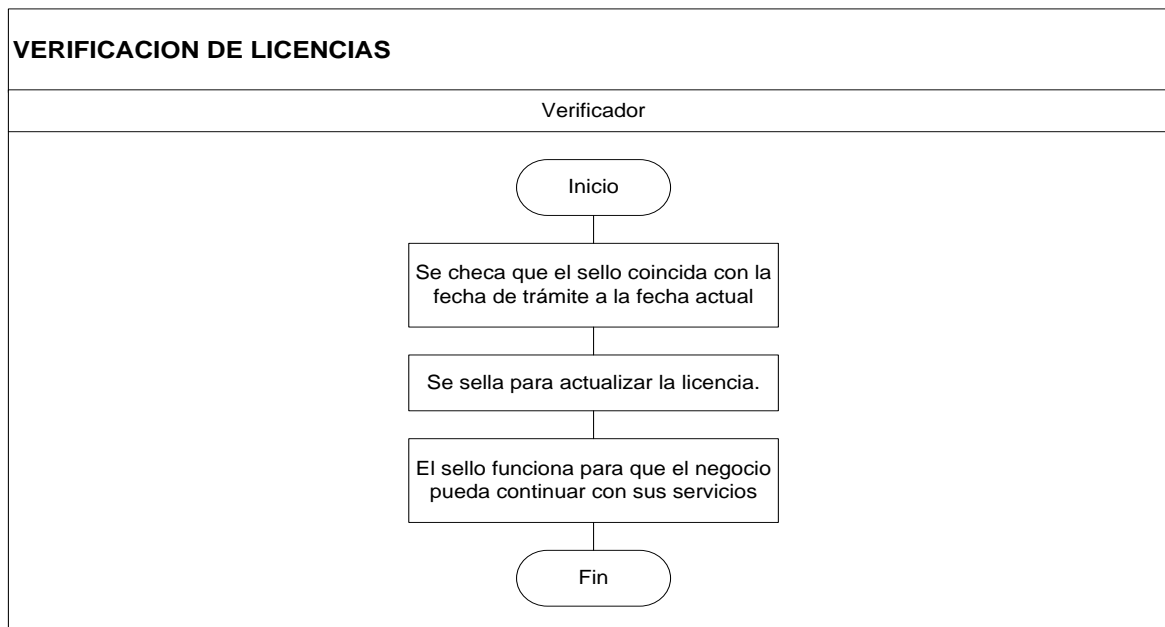 VERIFICACION DE LICENCIAS
Verificador
Inicio
Se checa que el sello coincida con la
fecha de trámite a la fecha actual
Se sella para actualizar la licencia.
El sello funciona para que el negocio
pueda continuar con sus servicios
Fin